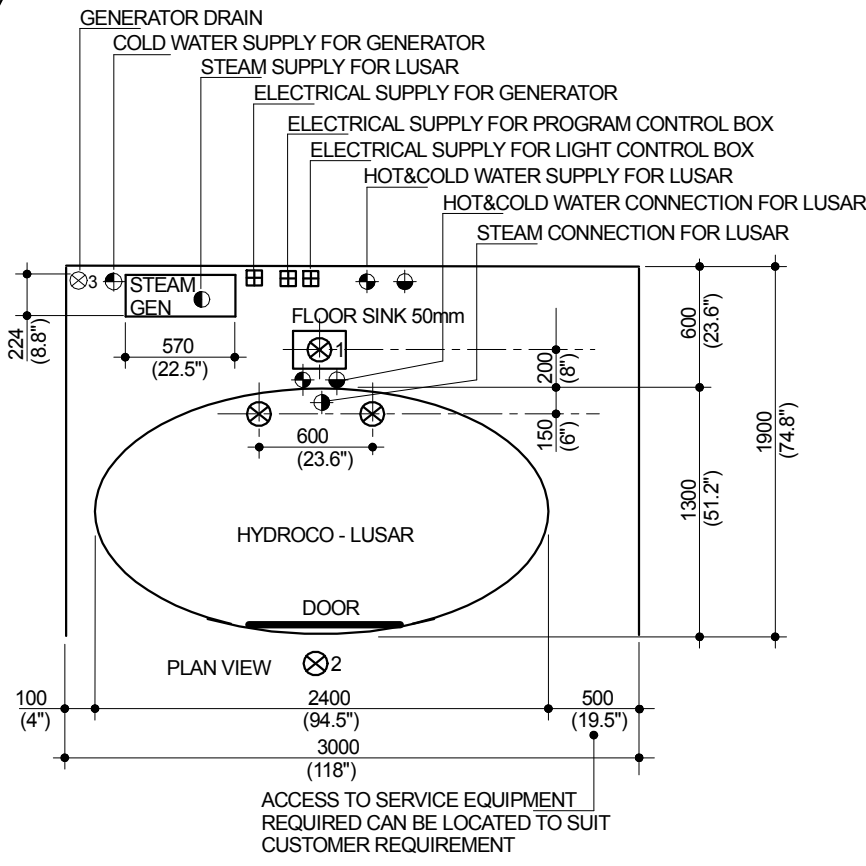 GENERATOR DRAIN
COLD WATER SUPPLY FOR GENERATOR
STEAM SUPPLY FOR LUSAR
ELECTRICAL SUPPLY FOR GENERATOR
ELECTRICAL SUPPLY FOR PROGRAM CONTROL BOX
ELECTRICAL SUPPLY FOR LIGHT CONTROL BOX
HOT&COLD WATER SUPPLY FOR LUSAR
HOT&COLD WATER CONNECTION FOR LUSAR
STEAM CONNECTION FOR LUSAR
3
STEAM
GEN
224
(8.8")
570
(22.5")
FLOOR SINK 50mm
1
200
(8")
150
(6")
600
(23.6")
600
(23.6")
1300
(51.2")
1900
(74.8")
HYDROCO - LUSAR
DOOR
PLAN VIEW
2
100
(4")
2400
(94.5")
500
(19.5")
3000
(118")
ACCESS TO SERVICE EQUIPMENT
REQUIRED CAN BE LOCATED TO SUIT
CUSTOMER REQUIREMENT